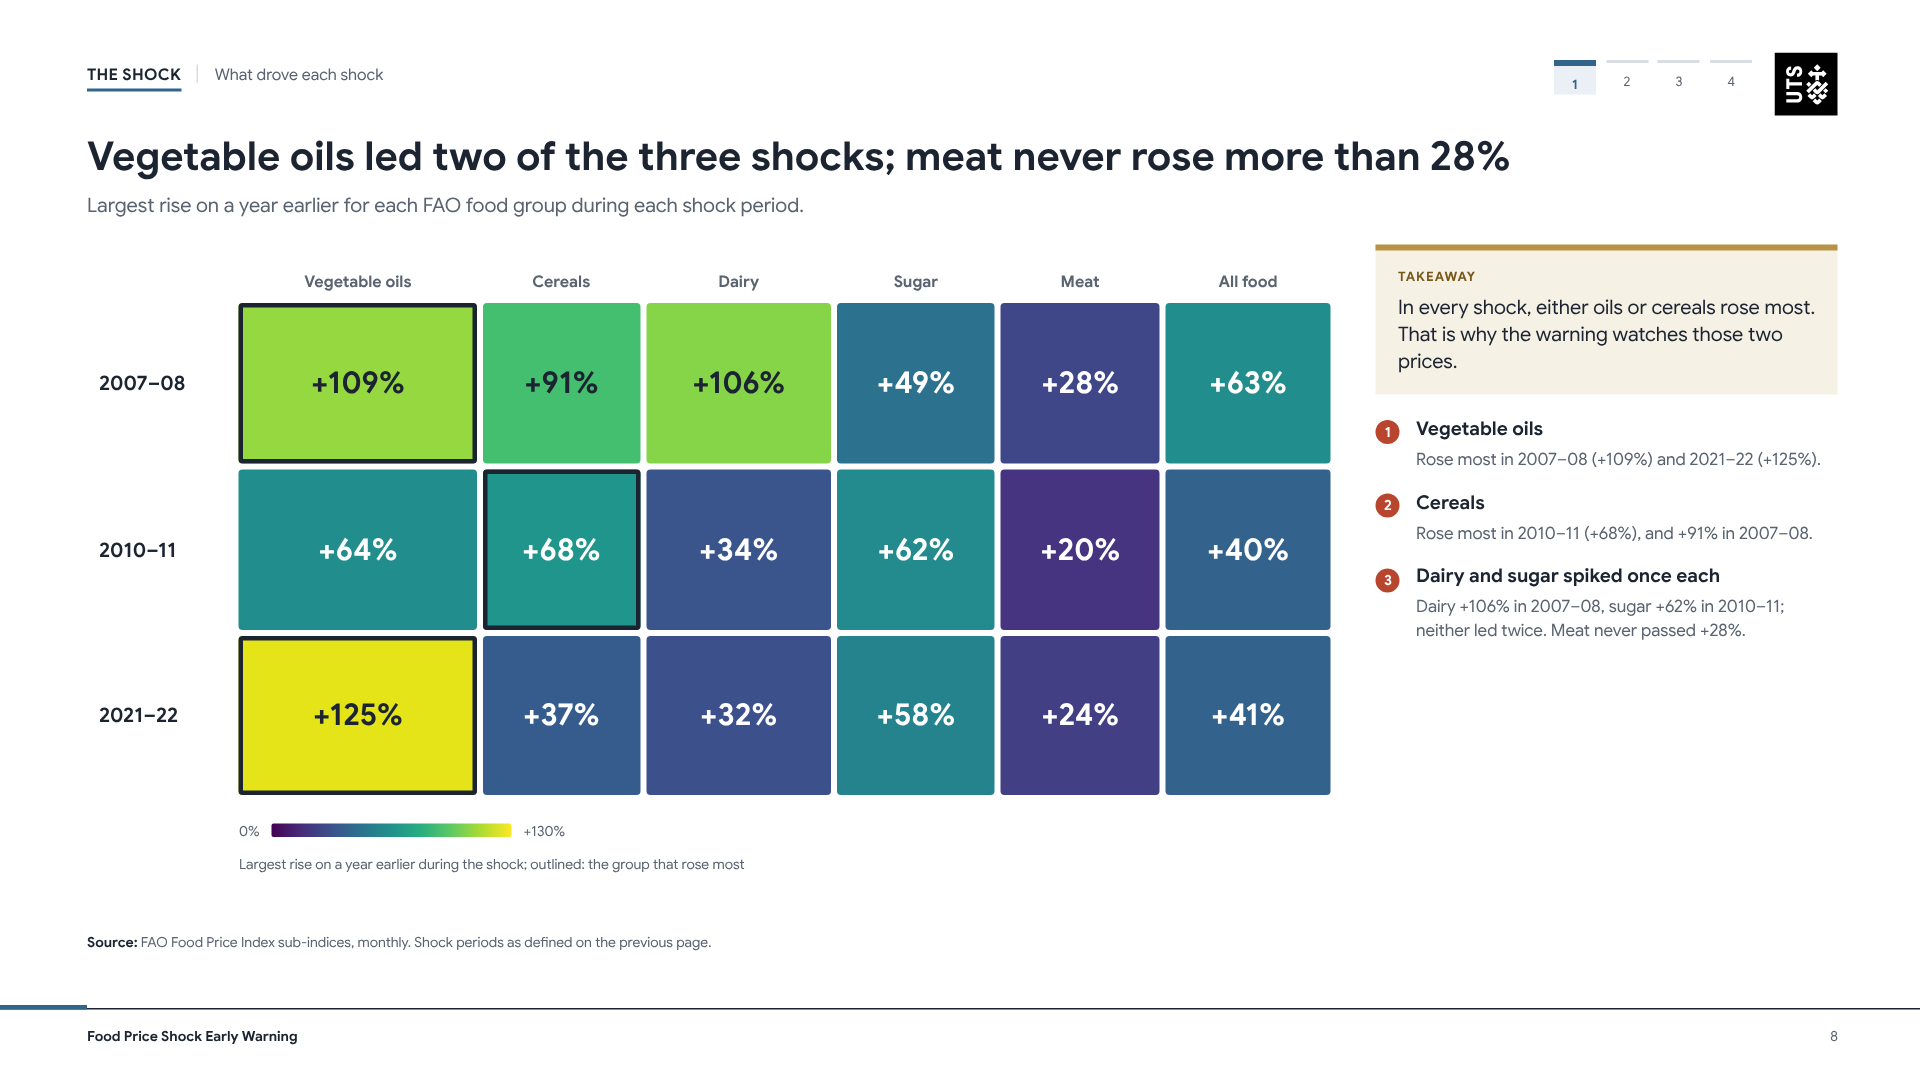 THE SHOCK
What drove each shock
1
2
3
4
UTS
Vegetable oils led two of the three shocks; meat never rose more than 28%
Largest rise on a year earlier for each FAO food group during each shock period.
Vegetable oils
Cereals
Dairy
Sugar
Meat
All food
2007–08
+109%
+91%
+106%
+49%
+28%
+63%
2010–11
+64%
+68%
+34%
+62%
+20%
+40%
2021–22
+125%
+37%
+32%
+58%
+24%
+41%
0%
+130%
Largest rise on a year earlier during the shock; outlined: the group that rose most
TAKEAWAY
In every shock, either oils or cereals rose most.
That is why the warning watches those two
prices.
1
Vegetable oils
Rose most in 2007–08 (+109%) and 2021–22 (+125%).
2
Cereals
Rose most in 2010–11 (+68%), and +91% in 2007–08.
3
Dairy and sugar spiked once each
Dairy +106% in 2007–08, sugar +62% in 2010–11;
neither led twice. Meat never passed +28%.
Source: FAO Food Price Index sub-indices, monthly. Shock periods as defined on the previous page.
Food Price Shock Early Warning
8